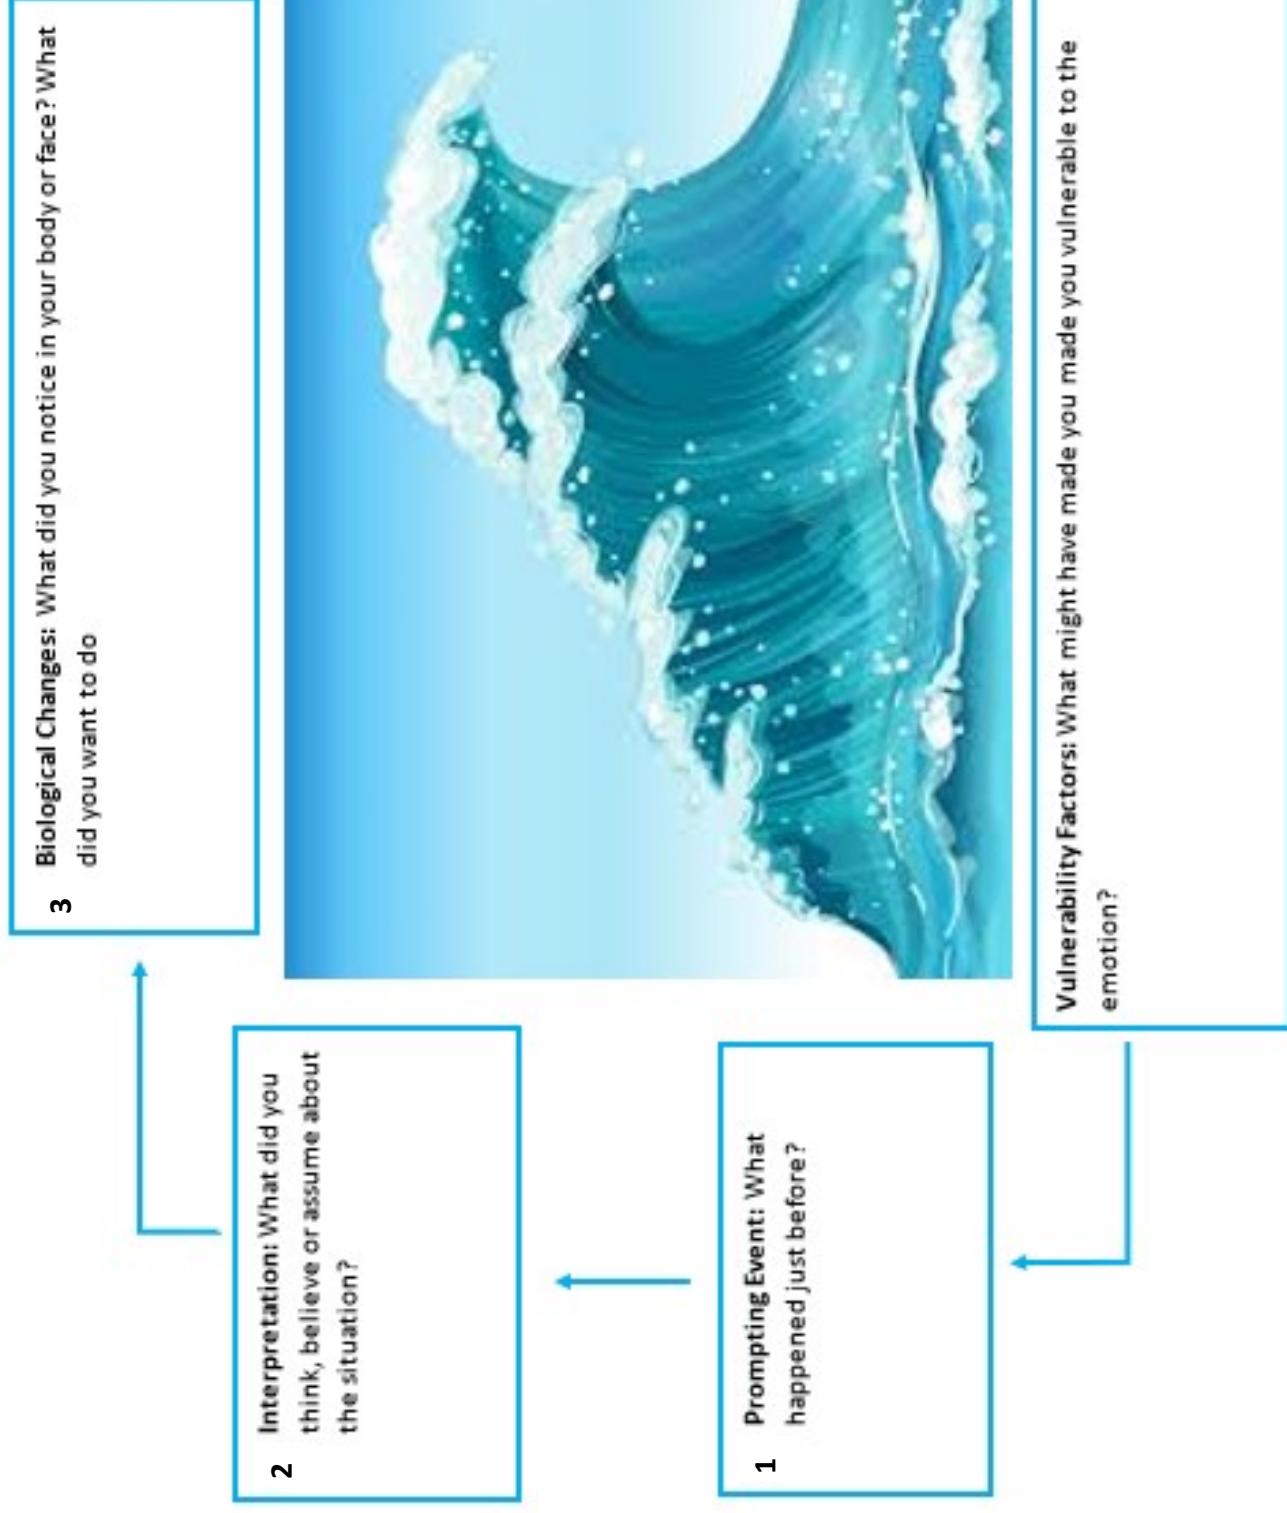 3 Biological Changes: What did you notice in your body or face? What
did you want to do
2 Interpretation: What did you
think, believe or assume about
the situation?
1 Prompting Event: What
happened just before?
Vulnerability Factors: What might have made you made you vulnerable to the
emotion?